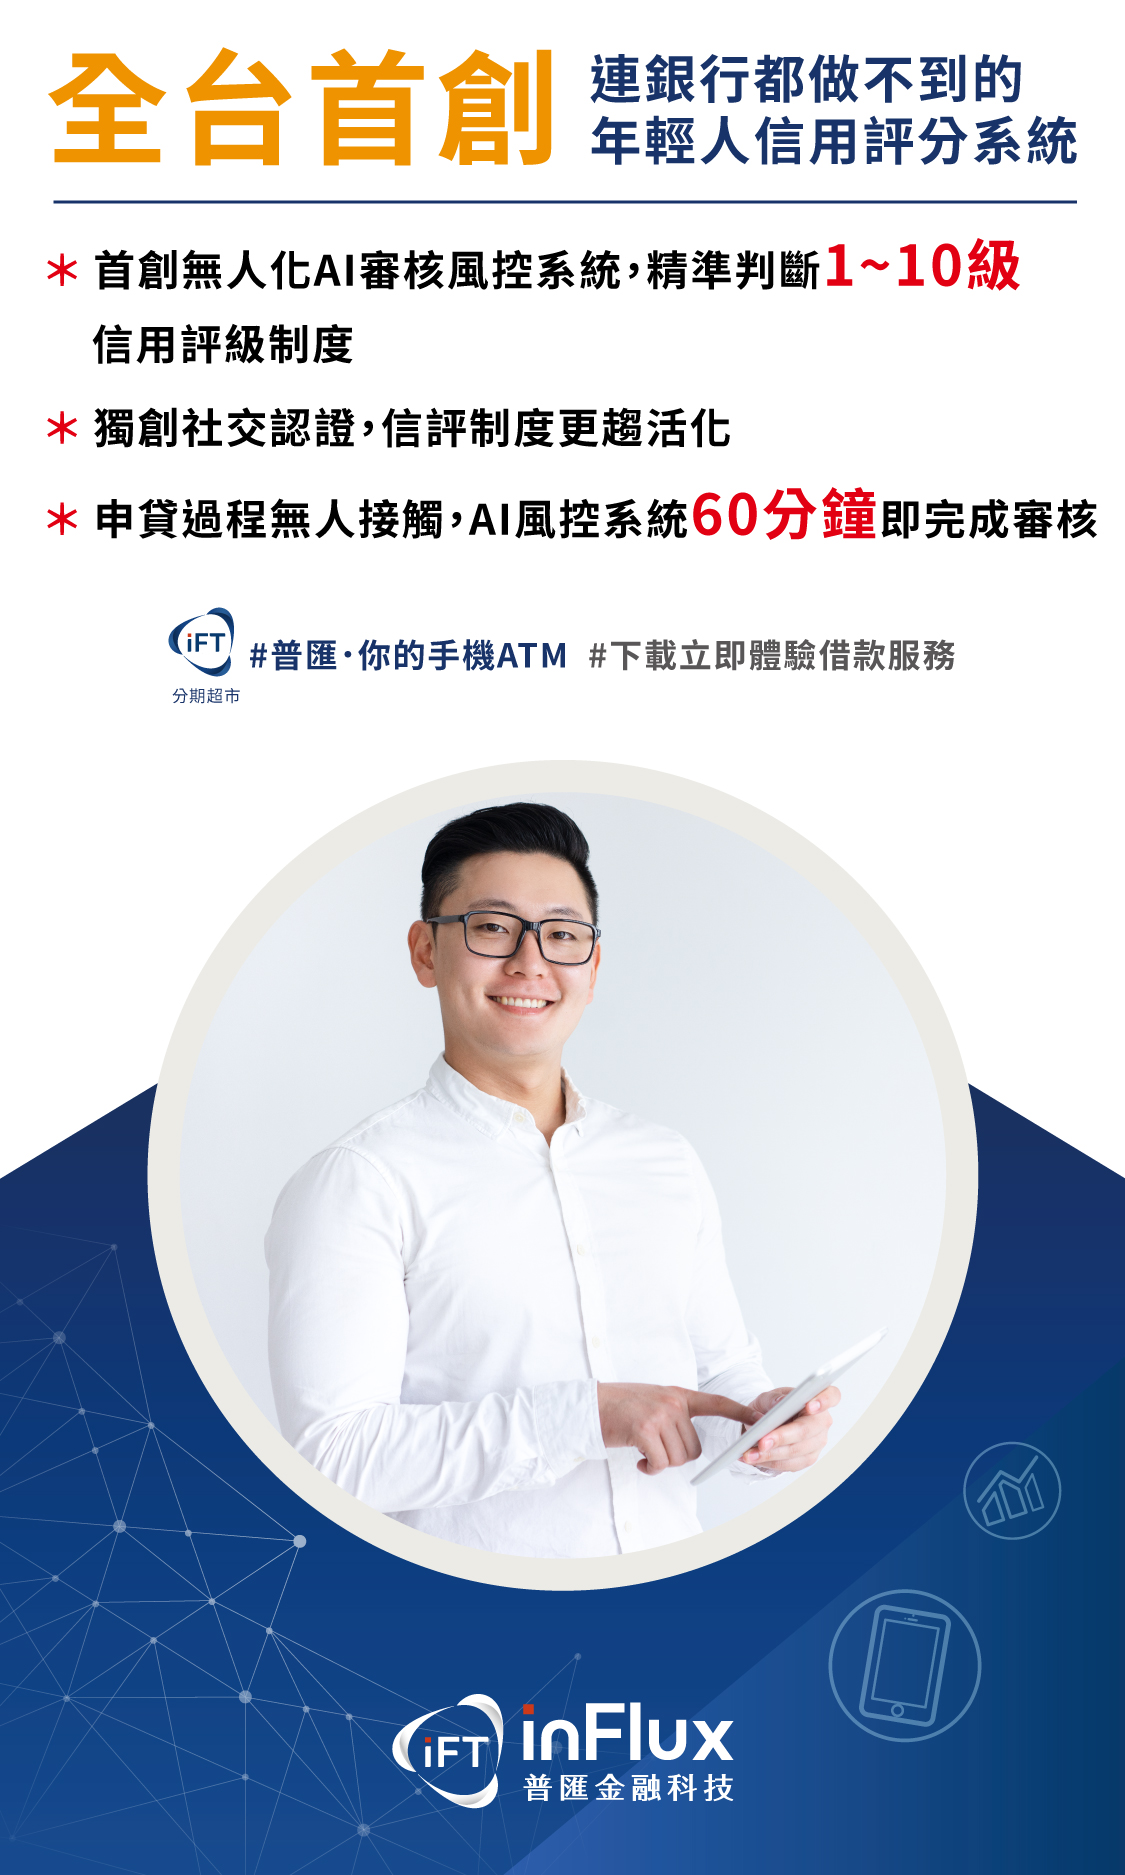 全台首創
連銀行都做不到的
年輕人信用評分系統
＊ 首創無人化AI審核風控系統，精準判斷1~10級
信用評級制度
＊ 獨創社交認證，信評制度更趨活化
＊ 申貸過程無人接觸，AI風控系統60分鐘即完成審核
iFT
分期超市
#普匯·你的手機ATM #下載立即體驗借款服務
iFT
inFlux
普匯金融科技